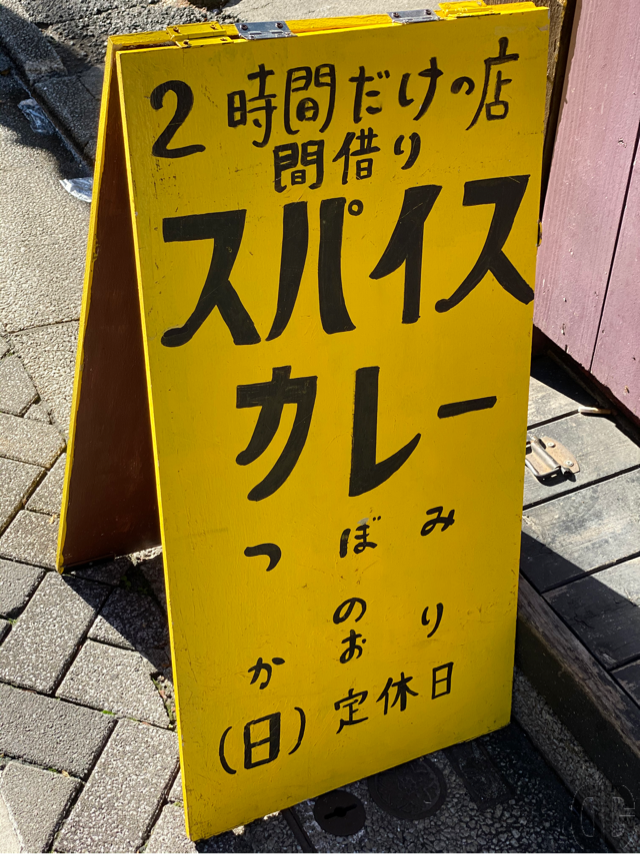 2時間だけの店
間借り
スパイス
カレー
つぼみ
の
かおり
(日)定休日